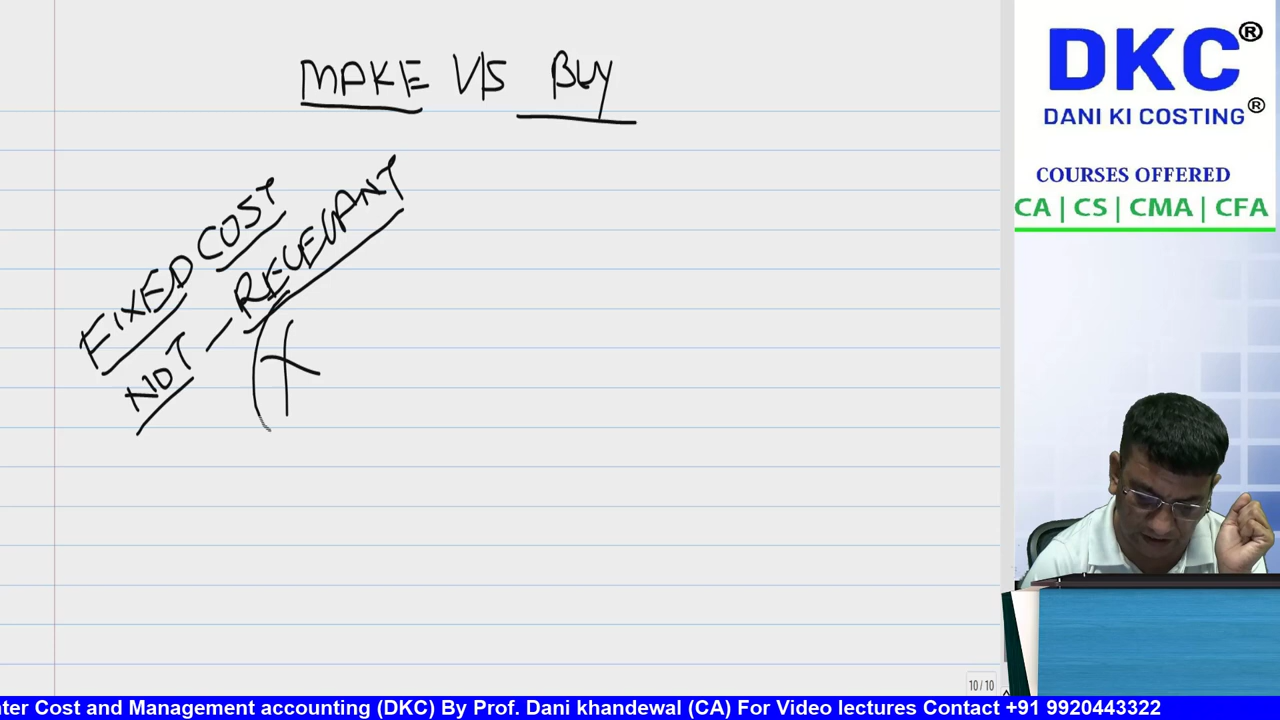 MAKE V/S BUY
FIXED COST
NOT - RELEVANT
DKC®
DANI KI COSTING®
COURSES OFFERED
CA | CS | CMA | CFA
10/10
nter Cost and Management accounting (DKC) By Prof. Dani khandewal (CA) For Video lectures Contact +91 9920443322